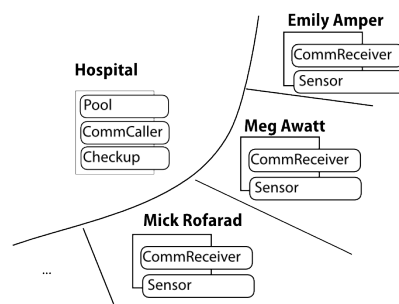 Emily Amper
CommReceiver
Sensor
Hospital
Pool
CommCaller
Checkup
Meg Awatt
CommReceiver
Sensor
Mick Rofarad
CommReceiver
Sensor
...